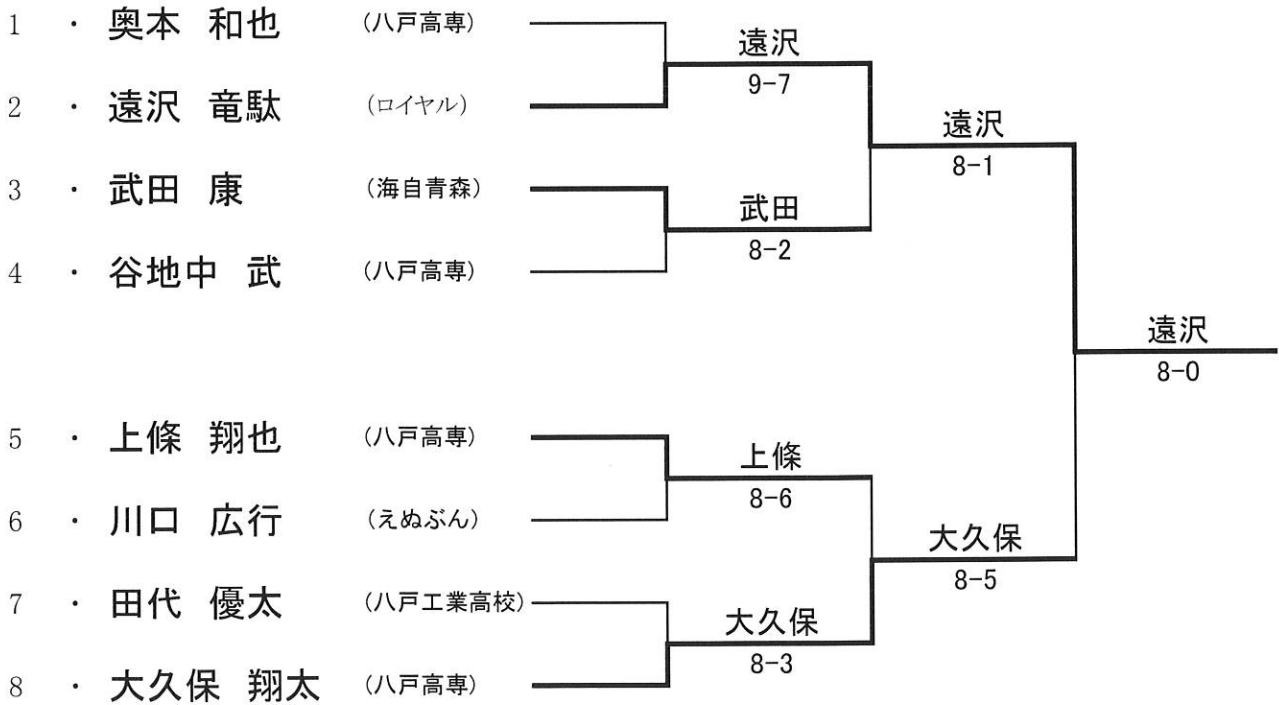 1 ・ 奥本 和也 (八戸高専)
遠沢
9-7
2 ・ 遠沢 竜駄 (ロイヤル)
遠沢
8-1
3 ・ 武田 康 (海自青森)
武田
8-2
4 ・ 谷地中 武 (八戸高専)
遠沢
8-0
5 ・ 上條 翔也 (八戸高専)
上條
8-6
6 ・ 川口 広行 (えぬぶん)
大久保
8-5
7 ・ 田代 優太 (八戸工業高校)
大久保
8-3
8 ・ 大久保 翔太 (八戸高専)